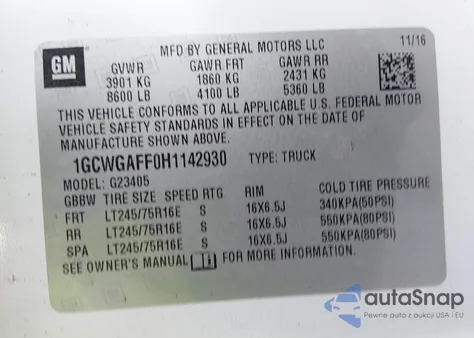 GM
MFD BY GENERAL MOTORS LLC
11/16
GVWR GAWR FRT GAWR RR
3901 KG 1860 KG 2431 KG
8600 LB 4100 LB 5360 LB
THIS VEHICLE CONFORMS TO ALL APPLICABLE U.S. FEDERAL MOTOR
VEHICLE SAFETY STANDARDS IN EFFECT ON THE DATE OF
MANUFACTURE SHOWN ABOVE.
1GCWGAFF0H1142930 TYPE: TRUCK
MODEL: G23405
GBBW TIRE SIZE SPEED RTG RIM COLD TIRE PRESSURE
FRT LT245/75R16E S 16X6.5J 340KPA(50PSI)
RR LT245/75R16E S 16X6.5J 550KPA(80PSI)
SPA LT245/75R16E S 16X6.5J 550KPA(80PSI)
SEE OWNER'S MANUAL FOR MORE INFORMATION.
autoSnap
Pewne auta z aukcji USA i EU